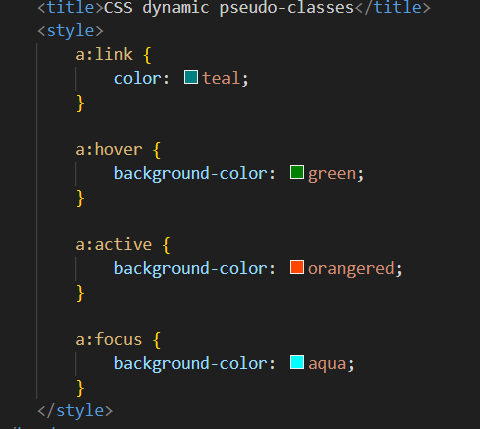 <title>CSS dynamic pseudo-classes</title>
<style>
a:link {
color: teal;
}
a:hover {
background-color: green;
}
a:active {
background-color: orangered;
}
a:focus {
background-color: aqua;
}
</style>